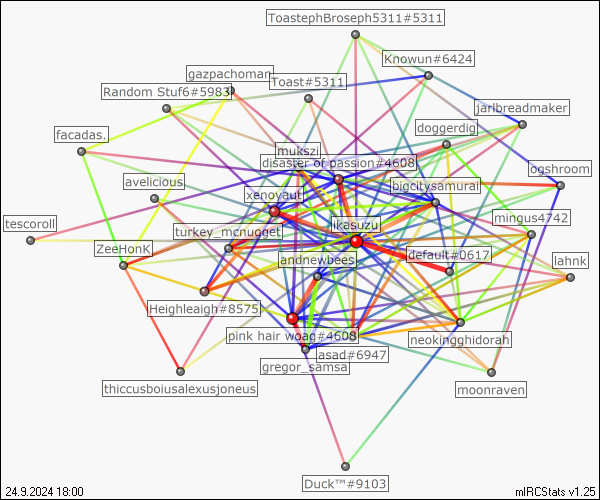 ToastephBroseph5311#5311
Knowun#6424
gazpachoman
Toast#5311
Random Stuf6#5983
jaribreadmaker
doggerdig
facadas.
mukszi
disaster of passion#4608
ogshroom
avelicious
bigcitysamurai
xenoyaut
tescoroll
mingus4742
ikasuzu
turkey_mcnugget
ZeeHonK
default#0617
andnewbees
lahnk
Heighleaigh#8575
pink hair woag#4608
neokingghidorah
asad#6947
gregor_samsa
thiccusboiusalexusjoneus
moonraven
Duck™#9103
24.9.2024 18:00
mIRCStats v1.25